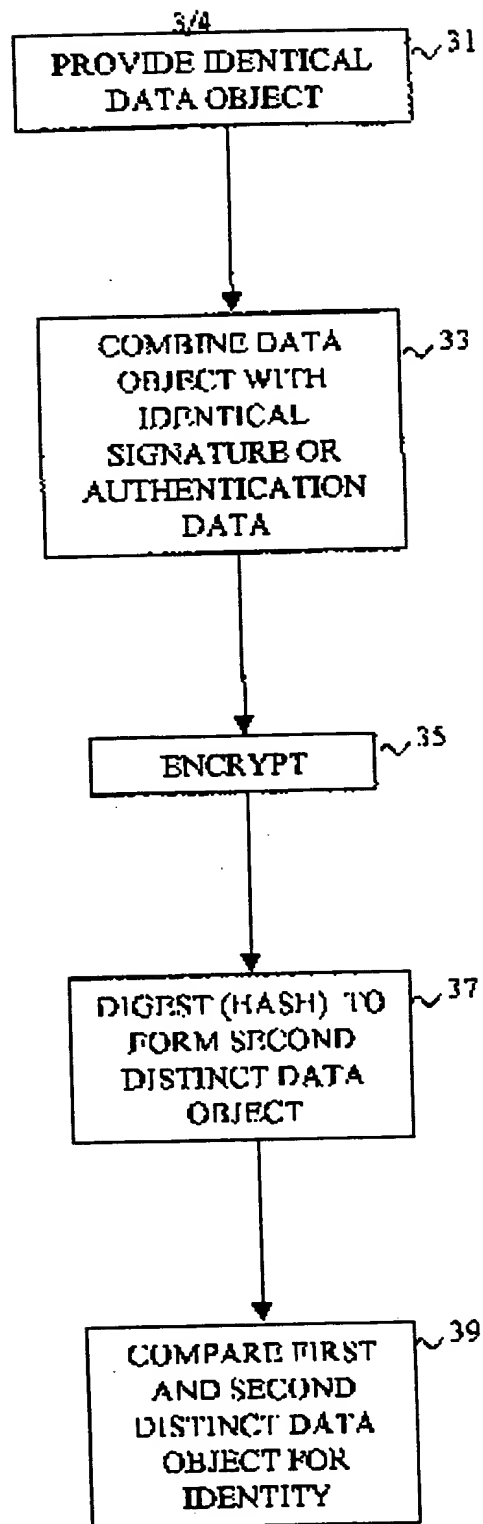 3/4
PROVIDE IDENTICAL
DATA OBJECT
31
COMBINE DATA
OBJECT WITH
IDENTICAL
SIGNATURE OR
AUTHENTICATION
DATA
33
ENCRYPT
35
DIGEST (HASH) TO
FORM SECOND
DISTINCT DATA
OBJECT
37
COMPARE FIRST
AND SECOND
DISTINCT DATA
OBJECT FOR
IDENTITY
39